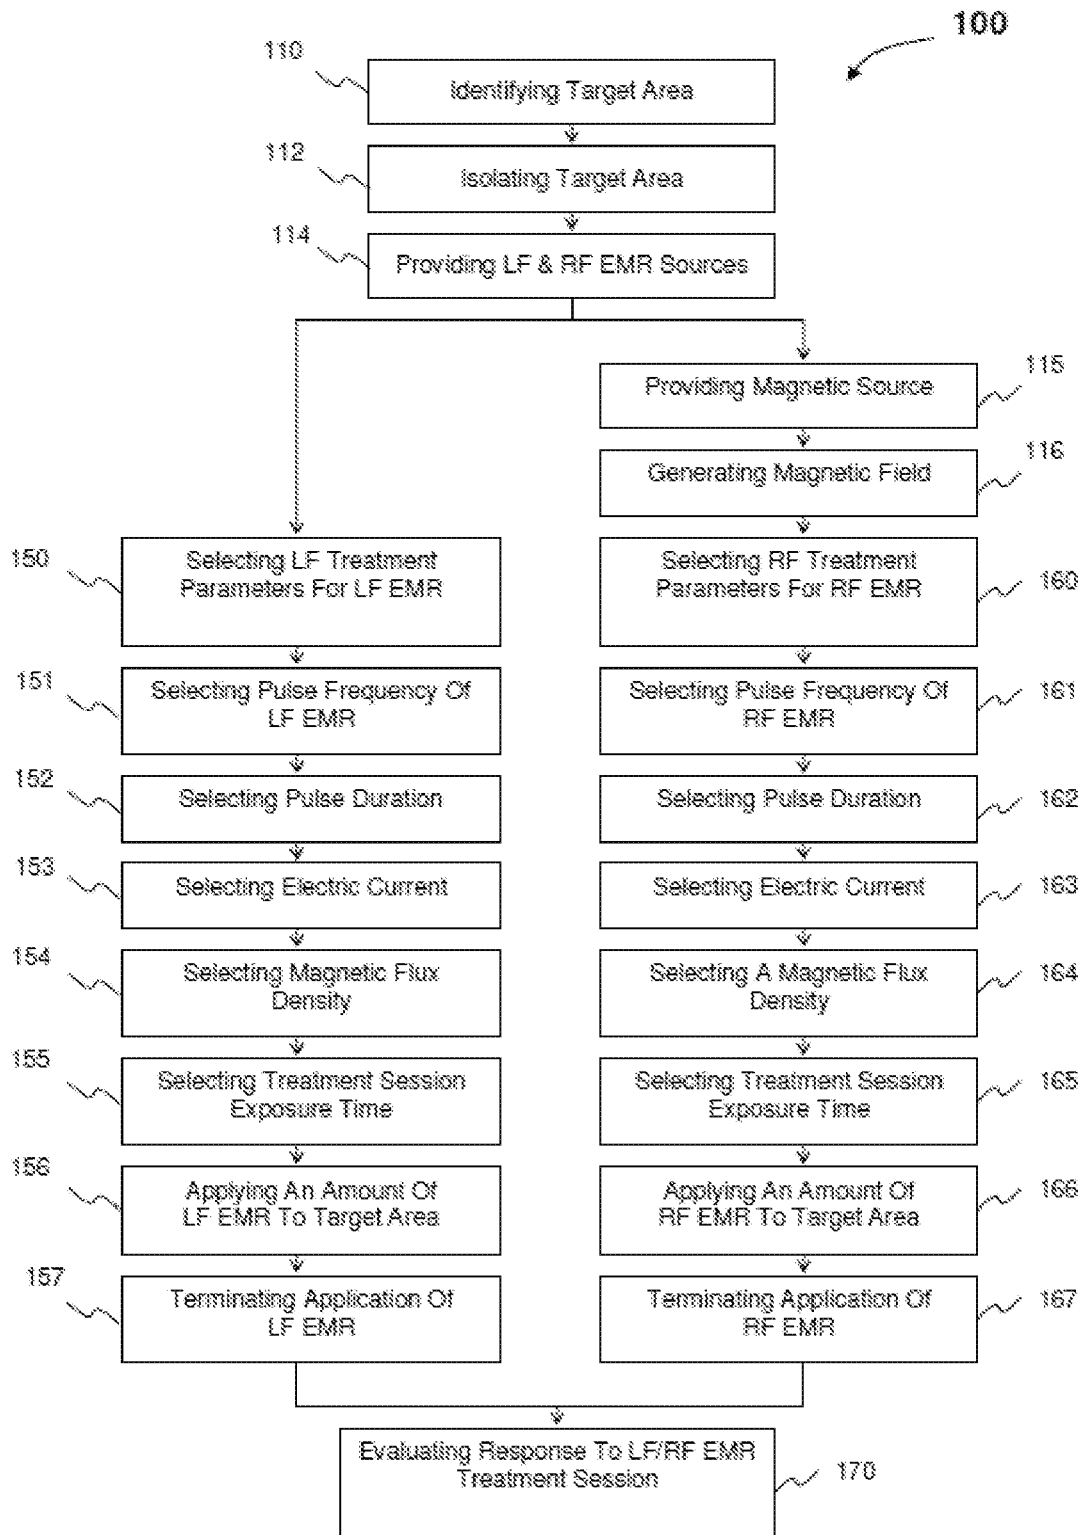 100
110
Identifying Target Area
112
Isolating Target Area
114
Providing LF & RF EMR Sources
Providing Magnetic Source
115
Generating Magnetic Field
116
150
Selecting LF Treatment
Parameters For LF EMR
Selecting RF Treatment
Parameters For RF EMR
160
151
Selecting Pulse Frequency Of
LF EMR
Selecting Pulse Frequency Of
RF EMR
161
152
Selecting Pulse Duration
Selecting Pulse Duration
162
153
Selecting Electric Current
Selecting Electric Current
163
154
Selecting Magnetic Flux
Density
Selecting A Magnetic Flux
Density
164
155
Selecting Treatment Session
Exposure Time
Selecting Treatment Session
Exposure Time
165
156
Applying An Amount Of
LF EMR To Target Area
Applying An Amount Of
RF EMR To Target Area
166
157
Terminating Application Of
LF EMR
Terminating Application Of
RF EMR
167
Evaluating Response To LF/RF EMR
Treatment Session
170